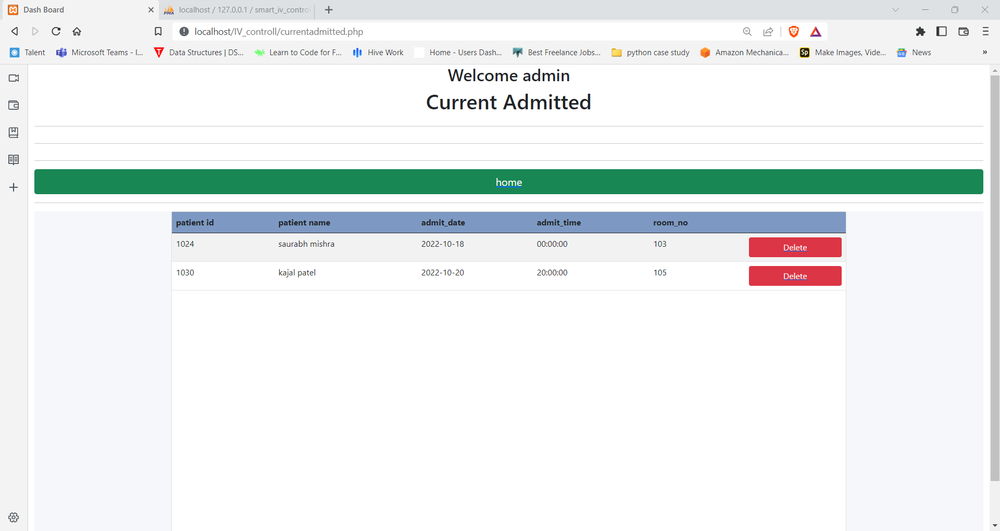 Dash Board
PMA localhost / 127.0.0.1 / smart_iv_contro
localhost/IV_controll/currentadmitted.php
Talent Microsoft Teams - I... Data Structures | DS... Learn to Code for F... Hive Work Home - Users Dash... Best Freelance Jobs... python case study Amazon Mechanica... Sp Make Images, Vide... News »
Welcome admin
Current Admitted
home
patient id patient name admit_date admit_time room_no
1024 saurabh mishra 2022-10-18 00:00:00 103 Delete
1030 kajal patel 2022-10-20 20:00:00 105 Delete